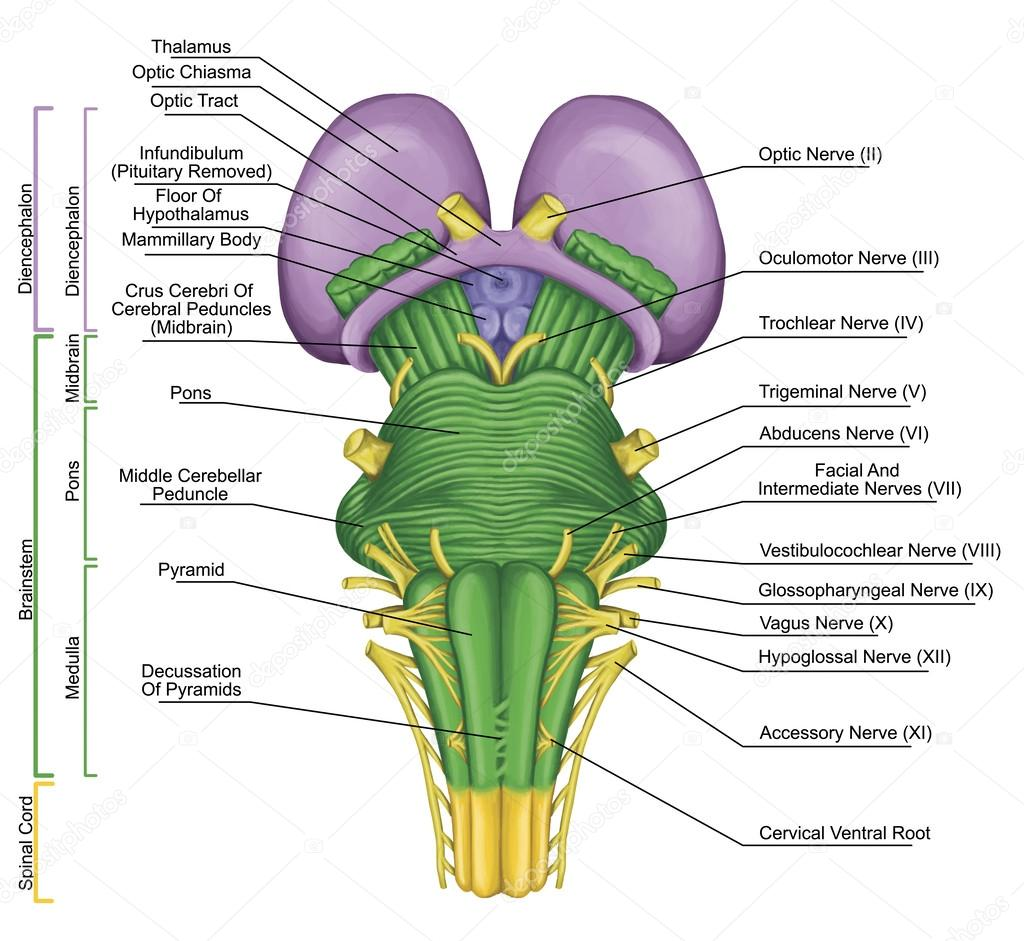 Thalamus
Optic Chiasma
Optic Tract
Infundibulum
(Pituitary Removed)
Floor Of
Hypothalamus
Mammillary Body
Crus Cerebri Of
Cerebral Peduncles
(Midbrain)
Pons
Middle Cerebellar
Peduncle
Pyramid
Decussation
Of Pyramids
Optic Nerve (II)
Oculomotor Nerve (III)
Trochlear Nerve (IV)
Trigeminal Nerve (V)
Abducens Nerve (VI)
Facial And
Intermediate Nerves (VII)
Vestibulocochlear Nerve (VIII)
Glossopharyngeal Nerve (IX)
Vagus Nerve (X)
Hypoglossal Nerve (XII)
Accessory Nerve (XI)
Cervical Ventral Root
Diencephalon
Diencephalon
Midbrain
Pons
Brainstem
Medulla
Spinal Cord
depositphotos